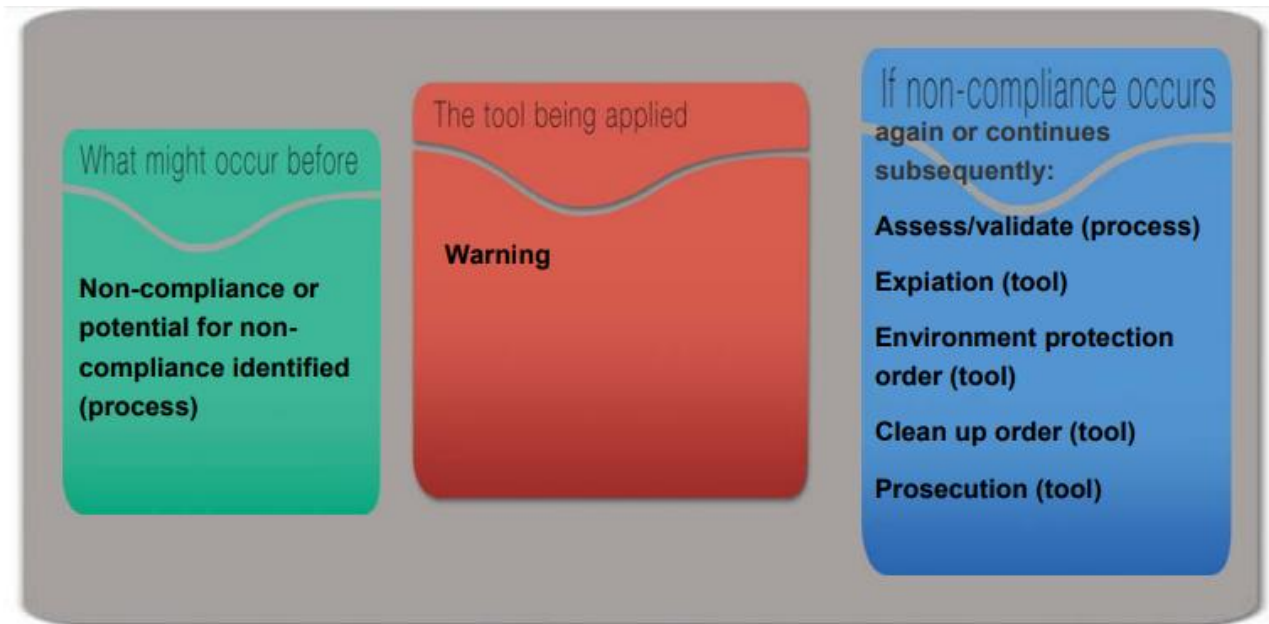 What might occur before
Non-compliance or
potential for non-
compliance identified
(process)
The tool being applied
Warning
If non-compliance occurs
again or continues
subsequently:
Assess/validate (process)
Expiation (tool)
Environment protection
order (tool)
Clean up order (tool)
Prosecution (tool)